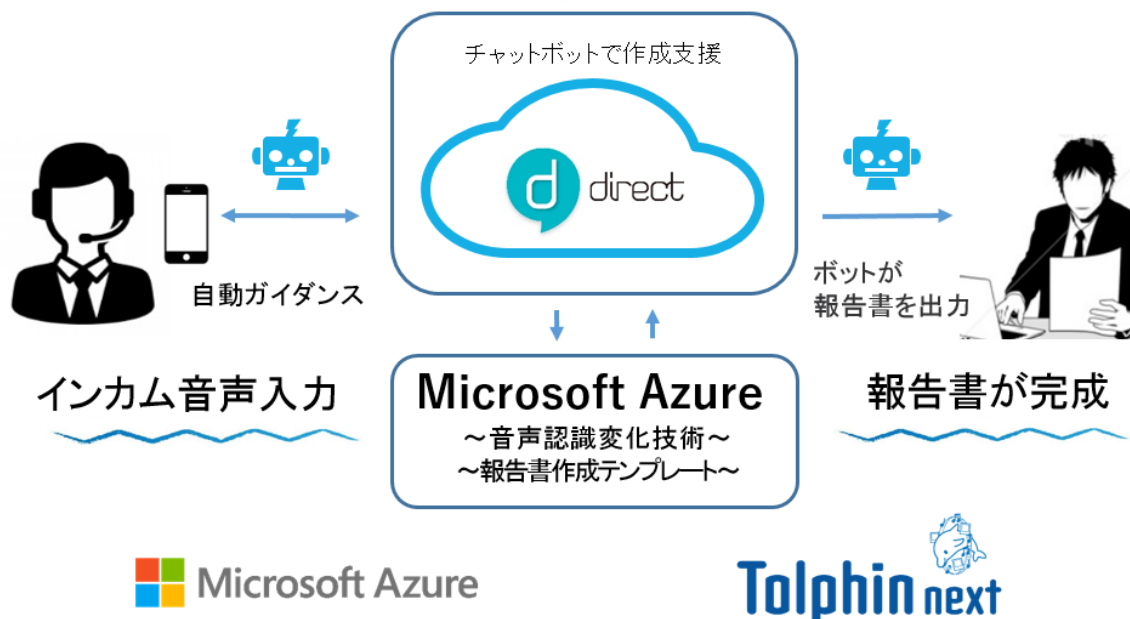 チャットボットで作成支援
d direct
自動ガイダンス
ボットが
報告書を出力
インカム音声入力
Microsoft Azure
～音声認識変化技術～
～報告書作成テンプレート～
報告書が完成
Microsoft Azure
Tolphin next